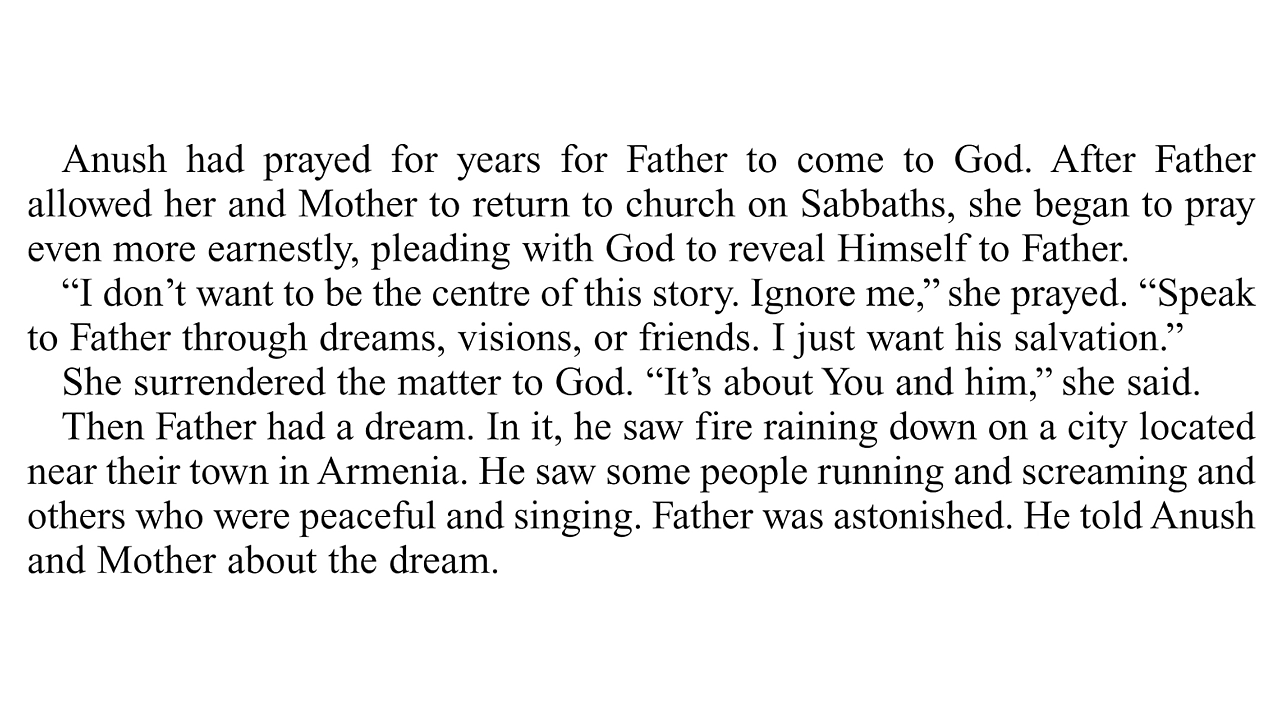 Anush had prayed for years for Father to come to God. After Father
allowed her and Mother to return to church on Sabbaths, she began to pray
even more earnestly, pleading with God to reveal Himself to Father.
“I don’t want to be the centre of this story. Ignore me,” she prayed. “Speak
to Father through dreams, visions, or friends. I just want his salvation.”
She surrendered the matter to God. “It’s about You and him,” she said.
Then Father had a dream. In it, he saw fire raining down on a city located
near their town in Armenia. He saw some people running and screaming and
others who were peaceful and singing. Father was astonished. He told Anush
and Mother about the dream.